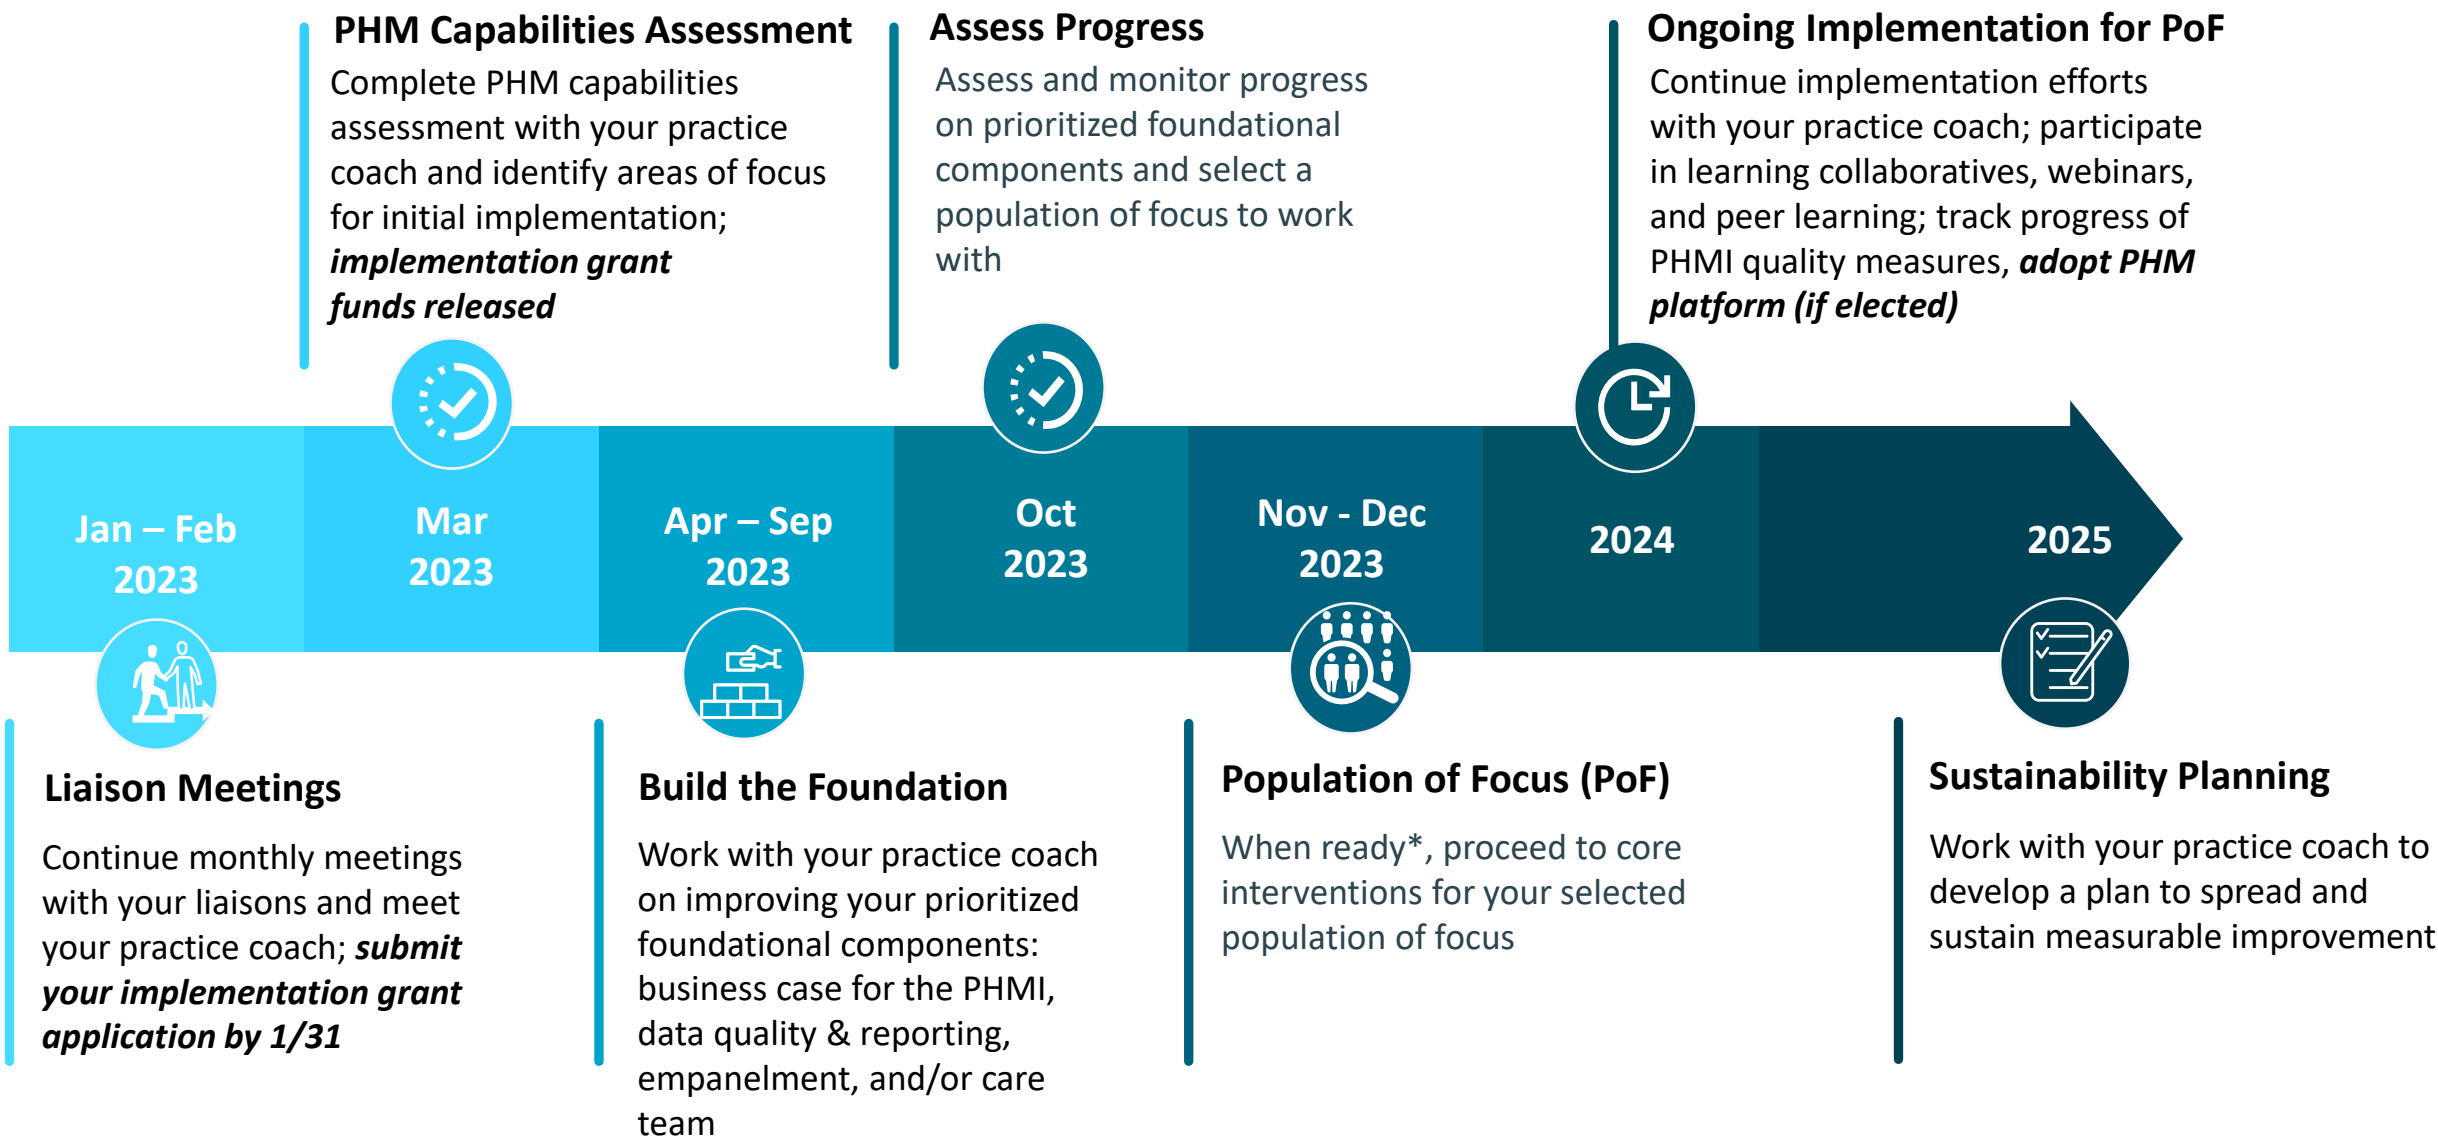 PHM Capabilities Assessment
Complete PHM capabilities
assessment with your practice
coach and identify areas of focus
for initial implementation;
implementation grant
funds released
Assess Progress
Assess and monitor progress
on prioritized foundational
components and select a
population of focus to work
with
Ongoing Implementation for PoF
Continue implementation efforts
with your practice coach; participate
in learning collaboratives, webinars,
and peer learning; track progress of
PHMI quality measures, adopt PHM
platform (if elected)
Jan – Feb
2023
Mar
2023
Apr – Sep
2023
Oct
2023
Nov - Dec
2023
2024
2025
Liaison Meetings
Continue monthly meetings
with your liaisons and meet
your practice coach; submit
your implementation grant
application by 1/31
Build the Foundation
Work with your practice coach
on improving your prioritized
foundational components:
business case for the PHMI,
data quality & reporting,
empanelment, and/or care
team
Population of Focus (PoF)
When ready*, proceed to core
interventions for your selected
population of focus
Sustainability Planning
Work with your practice coach to
develop a plan to spread and
sustain measurable improvement